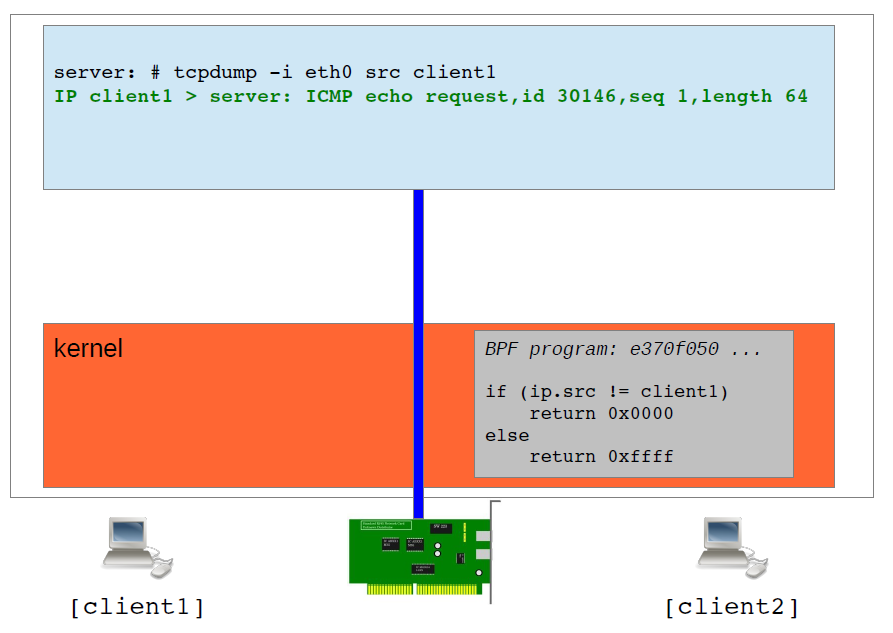 server: # tcpdump -i eth0 src client1
IP client1 > server: ICMP echo request,id 30146,seq 1,length 64
kernel
BPF program: e370f050 ...
if (ip.src != client1)
    return 0x0000
else
    return 0xffff
[client1]
[client2]